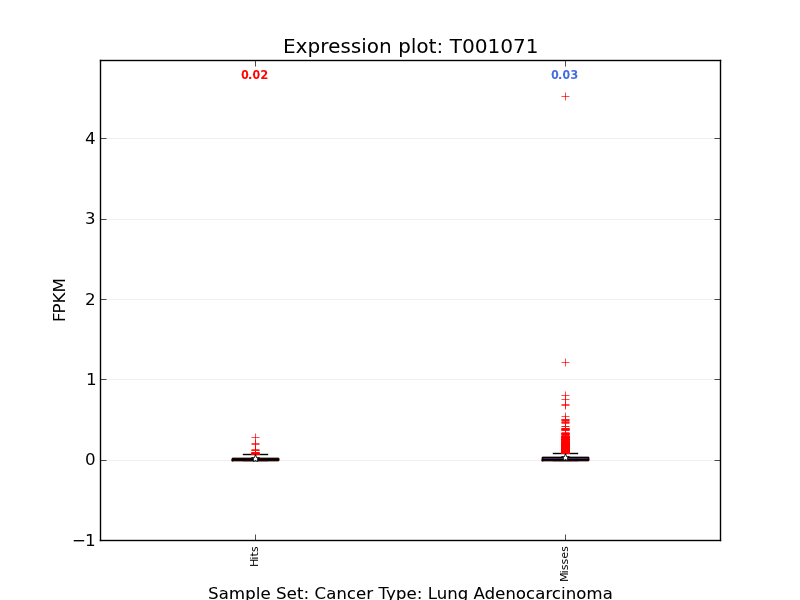 Expression plot: T001071
0.02
0.03
4
3
2
1
0
−1
FPKM
Hits
Misses
Sample Set: Cancer Type: Lung Adenocarcinoma